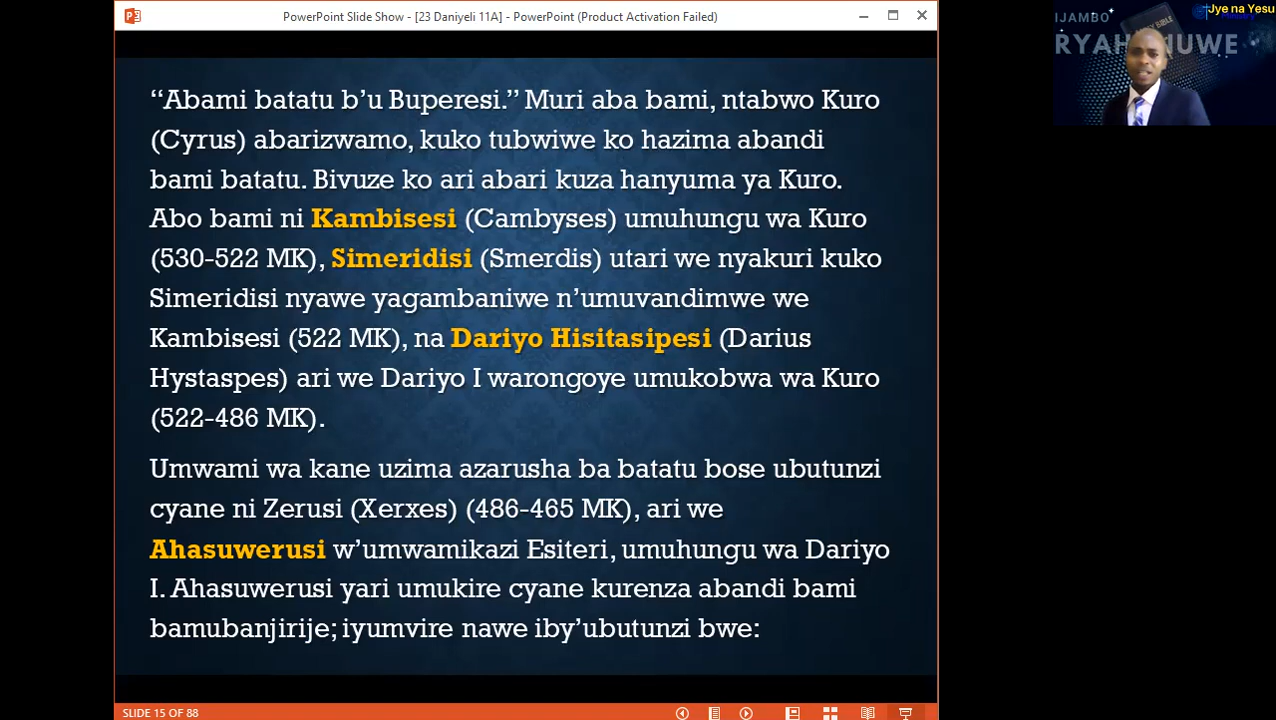 PowerPoint Slide Show - [23 Daniyeli 11A] - PowerPoint (Product Activation Failed)
“Abami batatu b’u Buperesi.” Muri aba bami, ntabwo Kuro
(Cyrus) abarizwamo, kuko tubwiwe ko hazima abandi
bami batatu. Bivuze ko ari abari kuza hanyuma ya Kuro.
Abo bami ni Kambisesi (Cambyses) umuhungu wa Kuro
(530-522 MK), Simeridisi (Smerdis) utari we nyakuri kuko
Simeridisi nyawe yagambaniwe n’umuvandimwe we
Kambisesi (522 MK), na Dariyo Hisitasipesi (Darius
Hystaspes) ari we Dariyo I warongoye umukobwa wa Kuro
(522-486 MK).
Umwami wa kane uzima azarusha ba batatu bose ubutunzi
cyane ni Zerusi (Xerxes) (486-465 MK), ari we
Ahasuwerusi w’umwamikazi Esiteri, umuhungu wa Dariyo
I. Ahasuwerusi yari umukire cyane kurenza abandi bami
bamubanjirije; iyumvire nawe iby’ubutunzi bwe:
SLIDE 15 OF 88
Jye na Yesu
IJAMBO
BIBLE